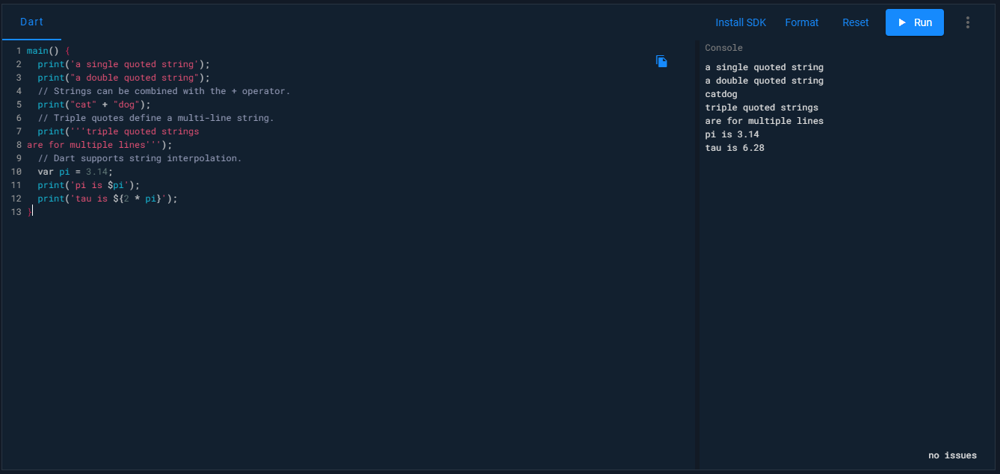 Dart
Install SDK Format Reset Run
1 main() {
2   print('a single quoted string');
3   print("a double quoted string");
4   // Strings can be combined with the + operator.
5   print("cat" + "dog");
6   // Triple quotes define a multi-line string.
7   print('''triple quoted strings
8 are for multiple lines''');
9   // Dart supports string interpolation.
10   var pi = 3.14;
11   print('pi is $pi');
12   print('tau is ${2 * pi}');
13 }
Console
a single quoted string
a double quoted string
catdog
triple quoted strings
are for multiple lines
pi is 3.14
tau is 6.28
no issues